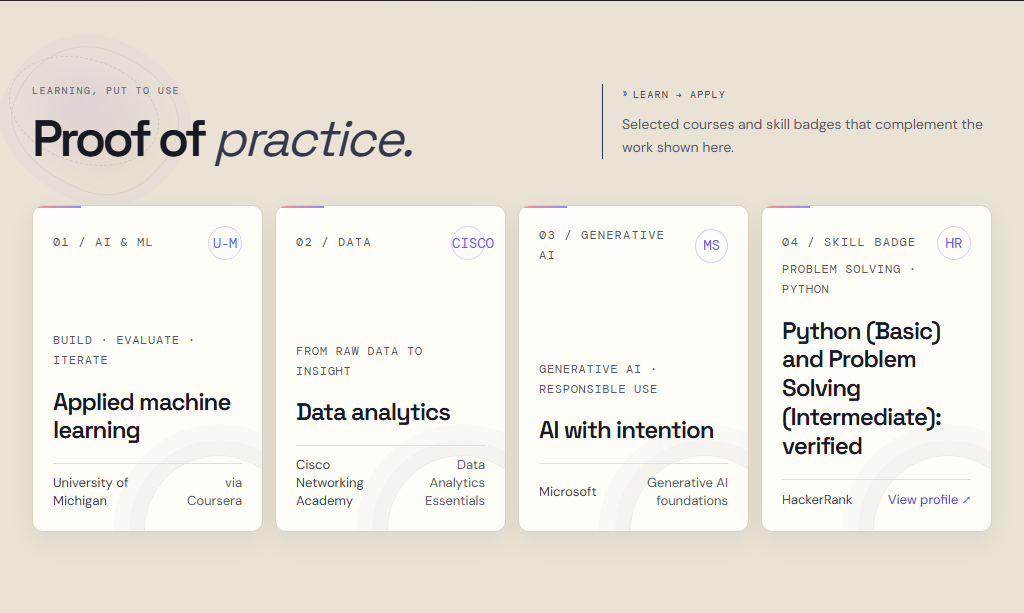 LEARNING, PUT TO USE
Proof of practice.
» LEARN → APPLY
Selected courses and skill badges that complement the
work shown here.
01 / AI & ML
U-M
BUILD · EVALUATE ·
ITERATE
Applied machine
learning
University of
Michigan
via
Coursera
02 / DATA
CISCO
FROM RAW DATA TO
INSIGHT
Data analytics
Cisco
Networking
Academy
Data
Analytics
Essentials
03 / GENERATIVE
AI
MS
GENERATIVE AI ·
RESPONSIBLE USE
AI with intention
Microsoft
Generative AI
foundations
04 / SKILL BADGE
HR
PROBLEM SOLVING ·
PYTHON
Python (Basic)
and Problem
Solving
(Intermediate):
verified
HackerRank
View profile ↗